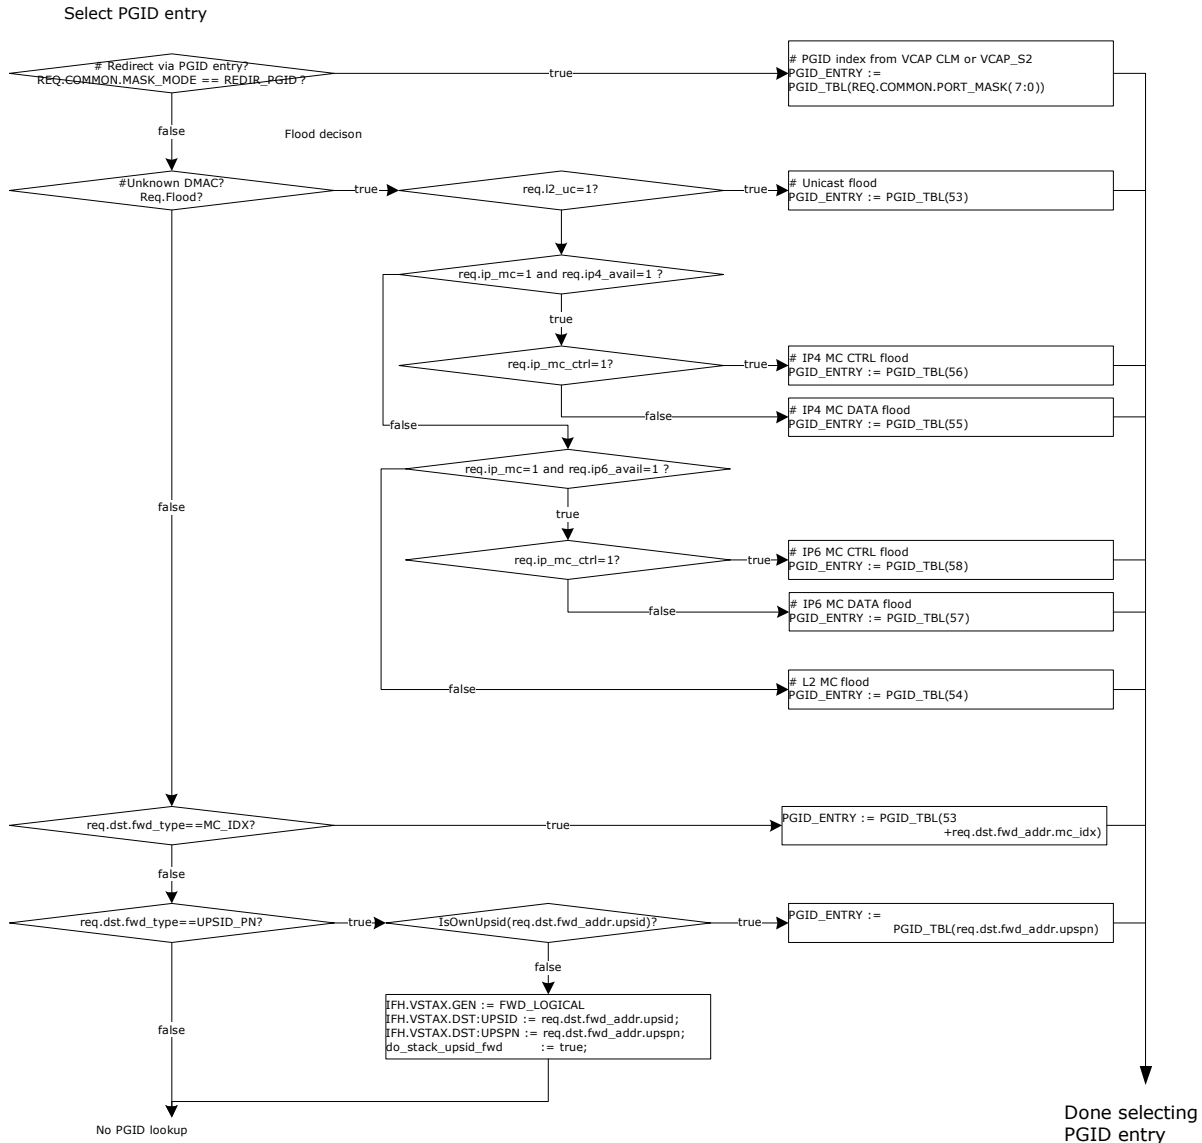 Select PGID entry
# Redirect via PGID entry?
REQ.COMMON.MASK_MODE == REDIR_PGID ?
true
# PGID index from VCAP CLM or VCAP_S2
PGID_ENTRY :=
PGID_TBL(REQ.COMMON.PORT_MASK( 7:0))
false
Flood decison
#Unknown DMAC?
Req.Flood?
true
req.l2_uc=1?
true
# Unicast flood
PGID_ENTRY := PGID_TBL(53)
req.ip_mc=1 and req.ip4_avail=1 ?
true
req.ip_mc_ctrl=1?
true
# IP4 MC CTRL flood
PGID_ENTRY := PGID_TBL(56)
false
# IP4 MC DATA flood
PGID_ENTRY := PGID_TBL(55)
false
req.ip_mc=1 and req.ip6_avail=1 ?
false
true
req.ip_mc_ctrl=1?
true
# IP6 MC CTRL flood
PGID_ENTRY := PGID_TBL(58)
false
# IP6 MC DATA flood
PGID_ENTRY := PGID_TBL(57)
false
# L2 MC flood
PGID_ENTRY := PGID_TBL(54)
req.dst.fwd_type==MC_IDX?
true
PGID_ENTRY := PGID_TBL(53
+req.dst.fwd_addr.mc_idx)
false
req.dst.fwd_type==UPSID_PN?
true
IsOwnUpsid(req.dst.fwd_addr.upsid)?
true
PGID_ENTRY :=
PGID_TBL(req.dst.fwd_addr.upspn)
false
IFH.VSTAX.GEN := FWD_LOGICAL
IFH.VSTAX.DST:UPSID := req.dst.fwd_addr.upsid;
IFH.VSTAX.DST:UPSPN := req.dst.fwd_addr.upspn;
do_stack_upsid_fwd := true;
false
No PGID lookup
Done selecting
PGID entry